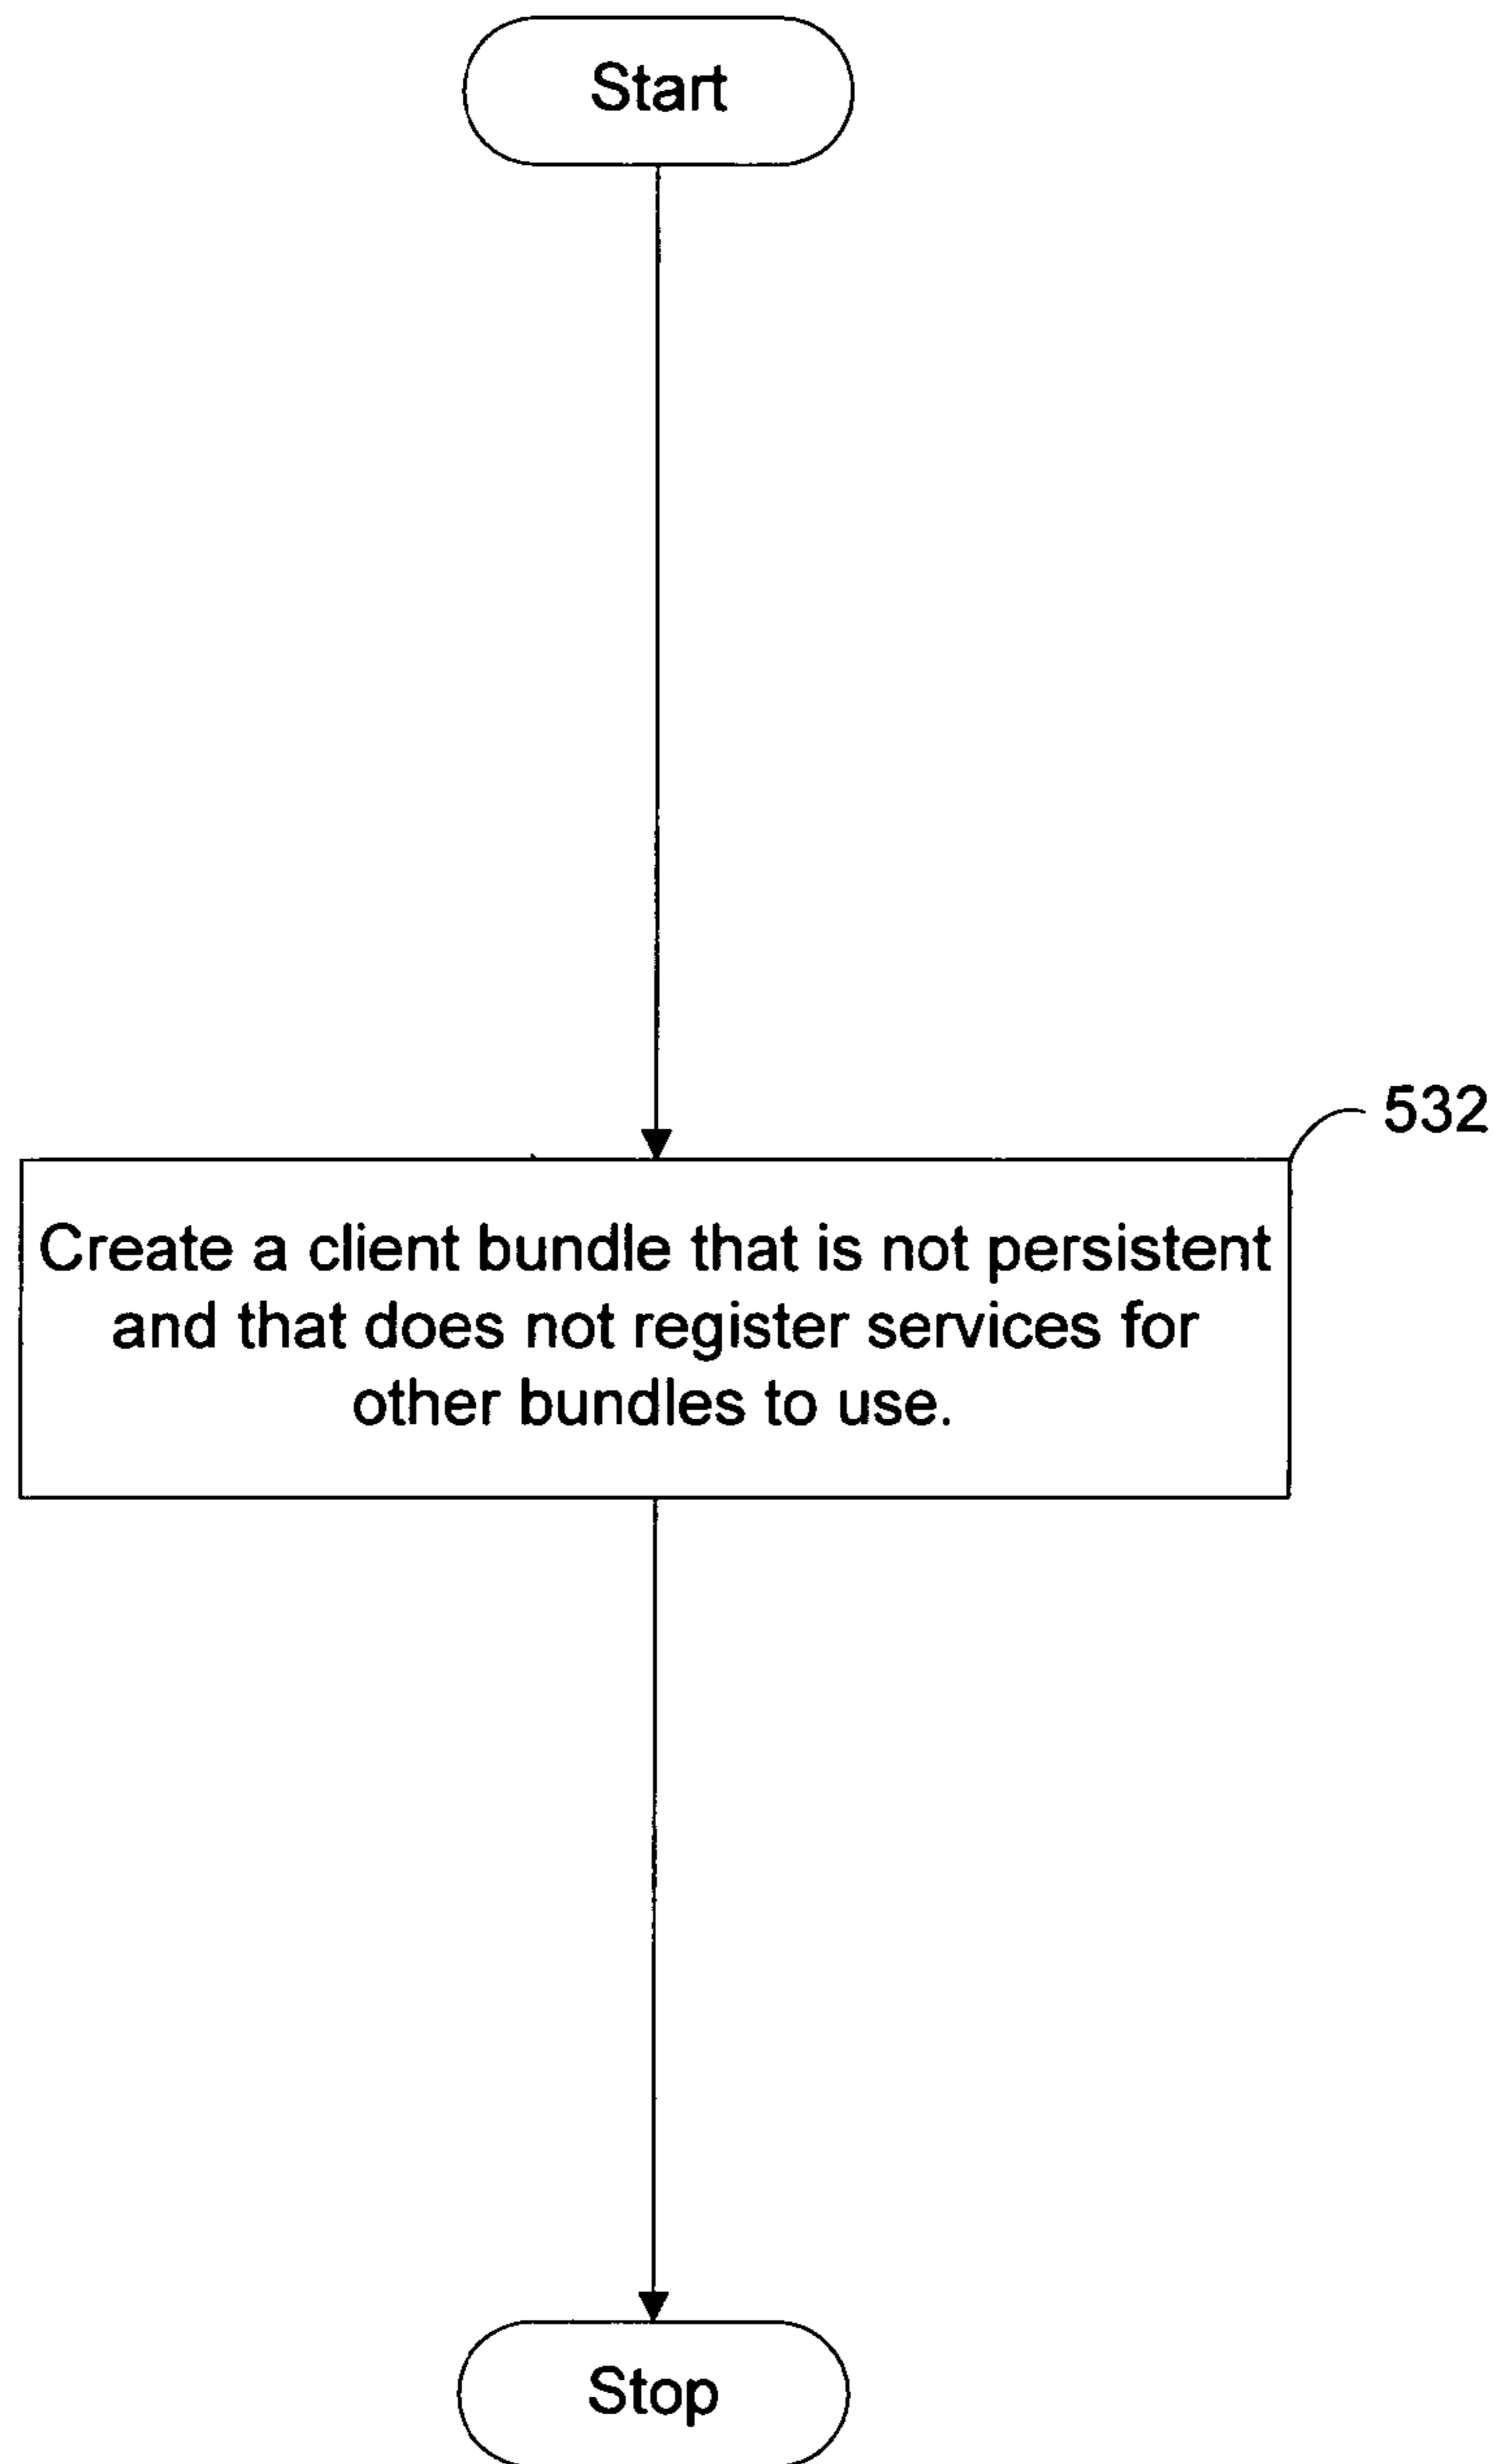 Start
532
Create a client bundle that is not persistent
and that does not register services for
other bundles to use.
Stop